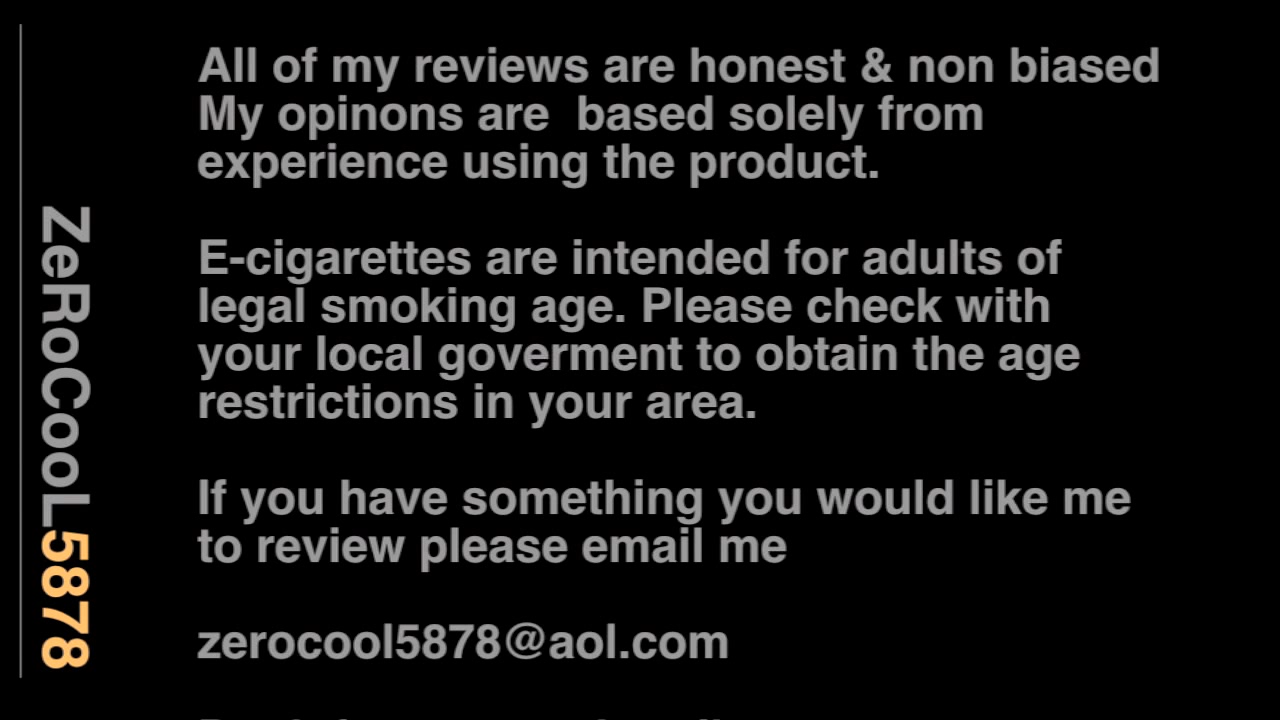 ZeRoCooL5878
All of my reviews are honest & non biased
My opinons are  based solely from
experience using the product.
E-cigarettes are intended for adults of
legal smoking age. Please check with
your local goverment to obtain the age
restrictions in your area.
If you have something you would like me
to review please email me
zerocool5878@aol.com